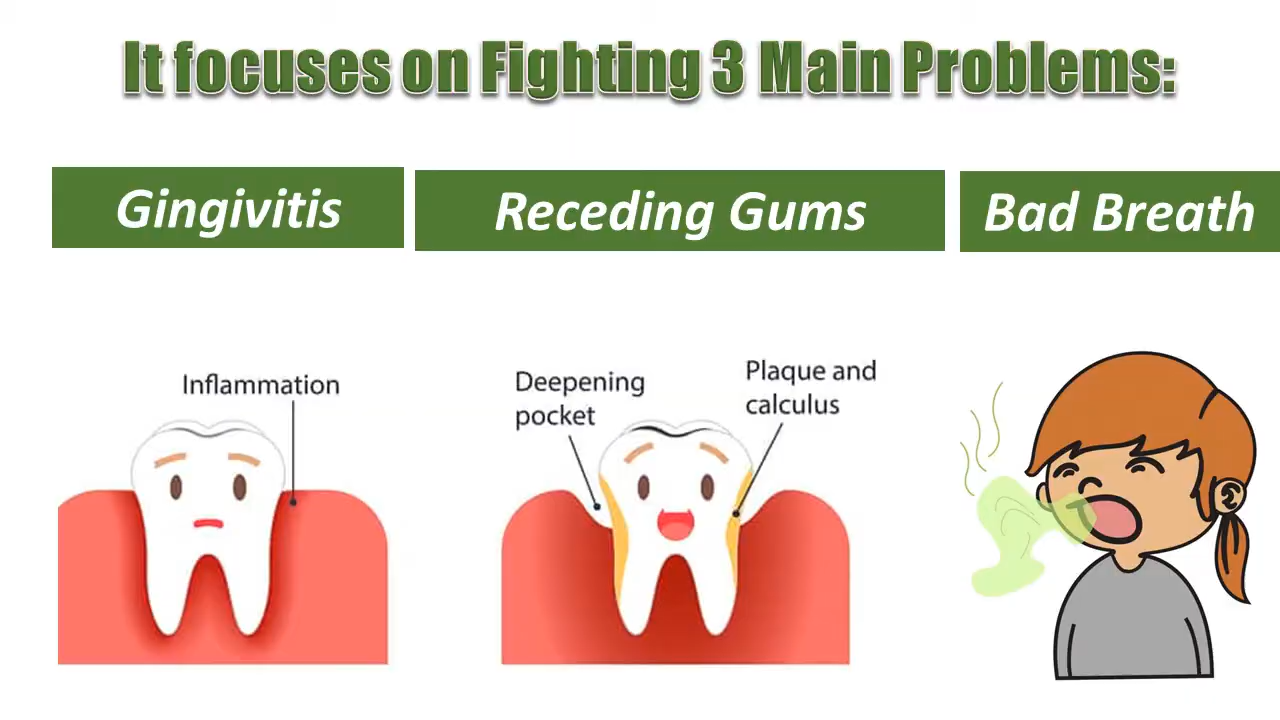 It focuses on Fighting 3 Main Problems:
Gingivitis
Receding Gums
Bad Breath
Inflammation
Deepening
pocket
Plaque and
calculus